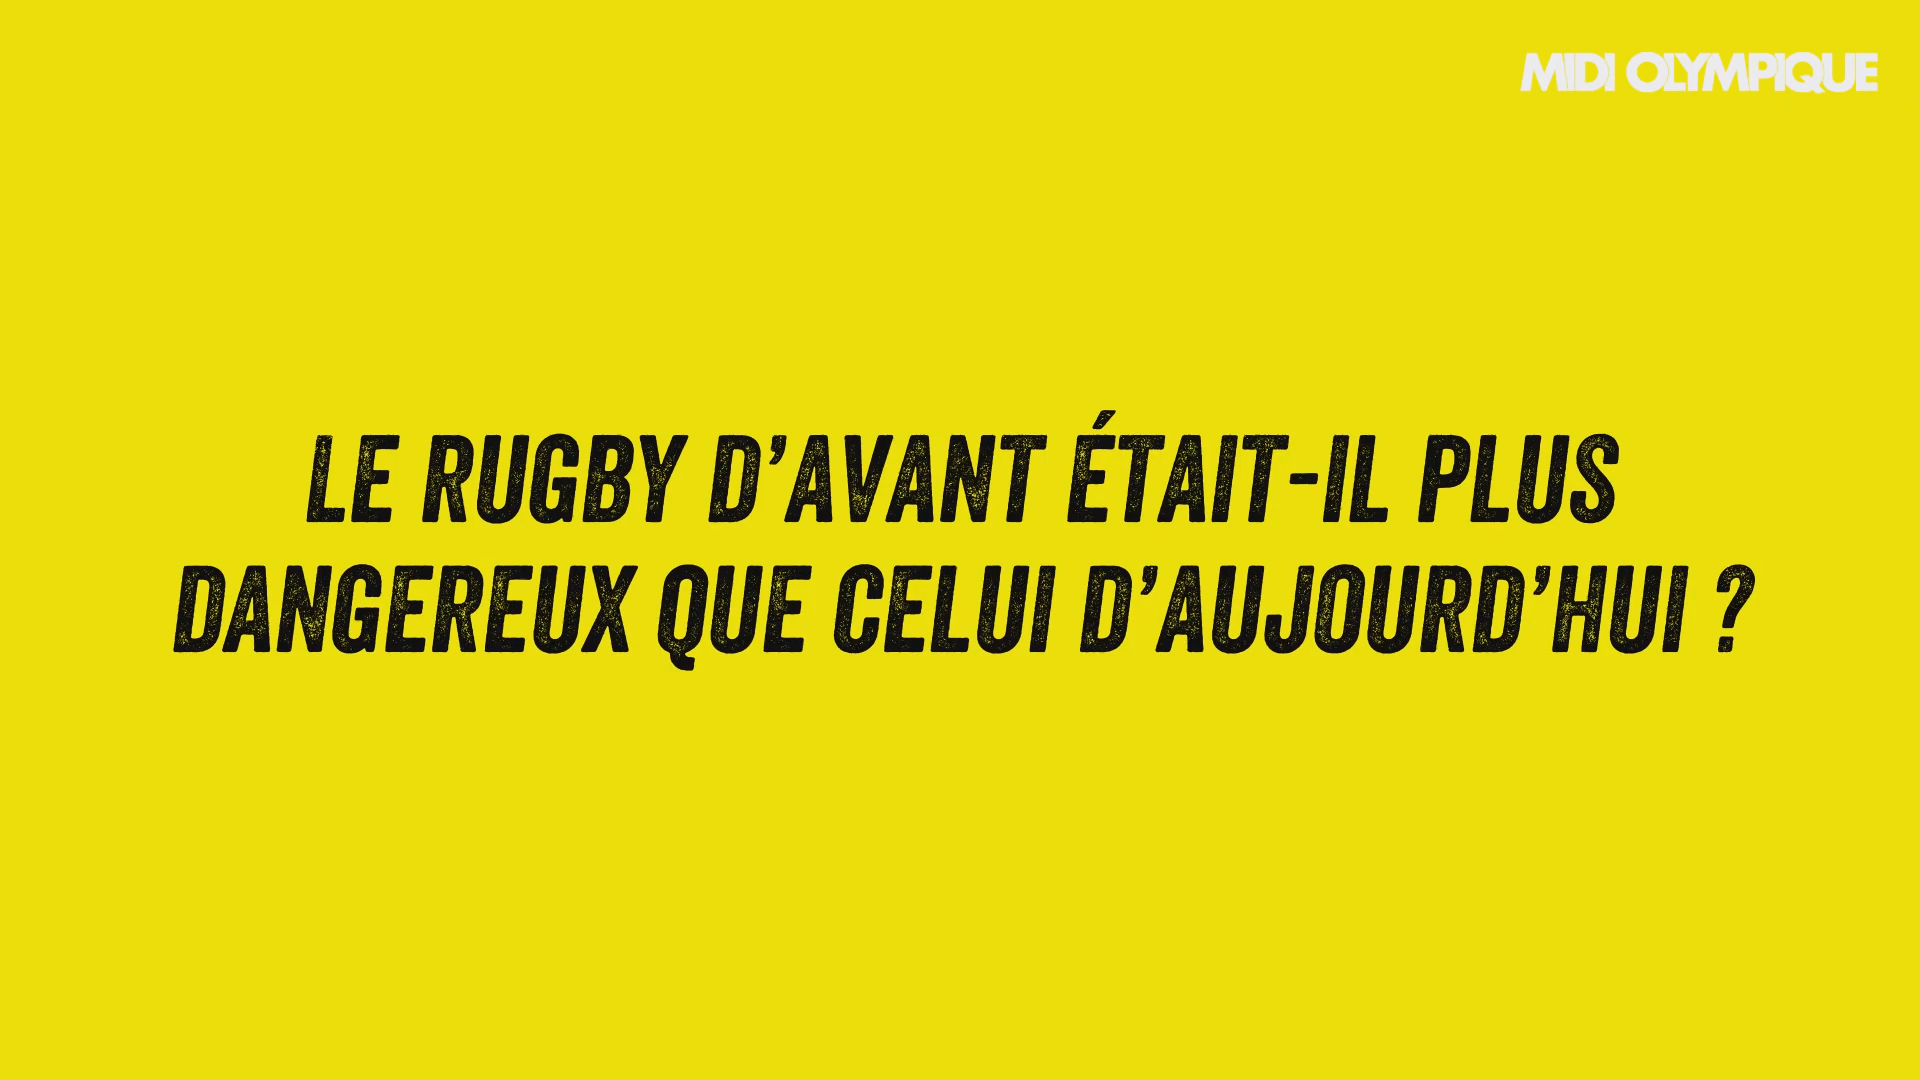 MIDI OLYMPIQUE
LE RUGBY D’AVANT ÉTAIT-IL PLUS
DANGEREUX QUE CELUI D’AUJOURD’HUI ?